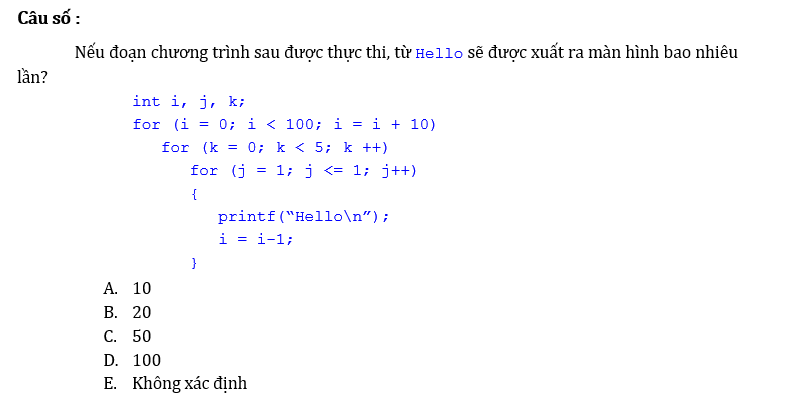 Câu số :
Nếu đoạn chương trình sau được thực thi, từ Hello sẽ được xuất ra màn hình bao nhiêu
lần?
int i, j, k;
for (i = 0; i < 100; i = i + 10)
for (k = 0; k < 5; k ++)
for (j = 1; j <= 1; j++)
{
printf(“Hello\n”);
i = i-1;
}
A. 10
B. 20
C. 50
D. 100
E. Không xác định